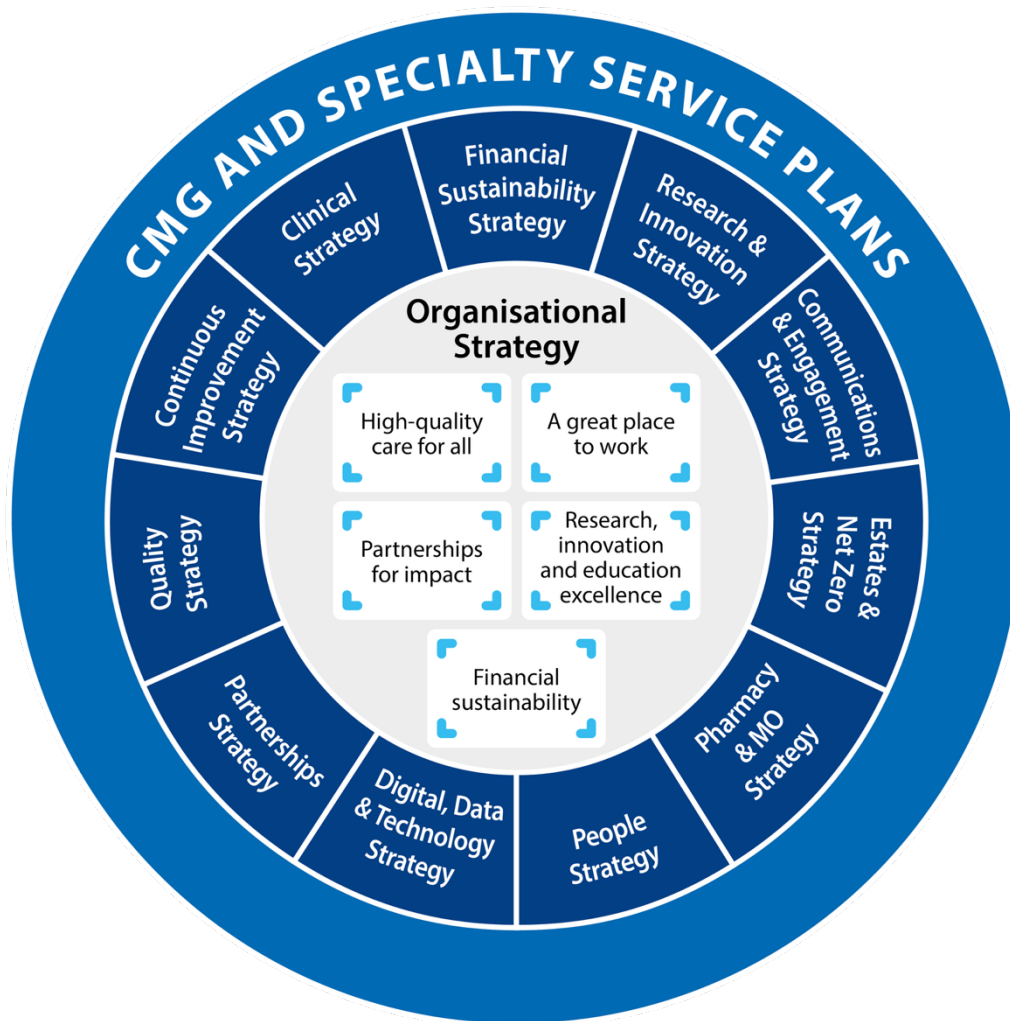 CMG AND SPECIALTY SERVICE PLANS
Financial
Sustainability
Strategy
Research &
Innovation
Strategy
Communications
& Engagement
Strategy
Estates &
Net Zero
Strategy
Pharmacy
& MO
Strategy
People
Strategy
Digital, Data
& Technology
Strategy
Partnerships
Strategy
Quality
Strategy
Continuous
Improvement
Strategy
Clinical
Strategy
Organisational
Strategy
High-quality
care for all
A great place
to work
Partnerships
for impact
Research,
innovation
and education
excellence
Financial
sustainability